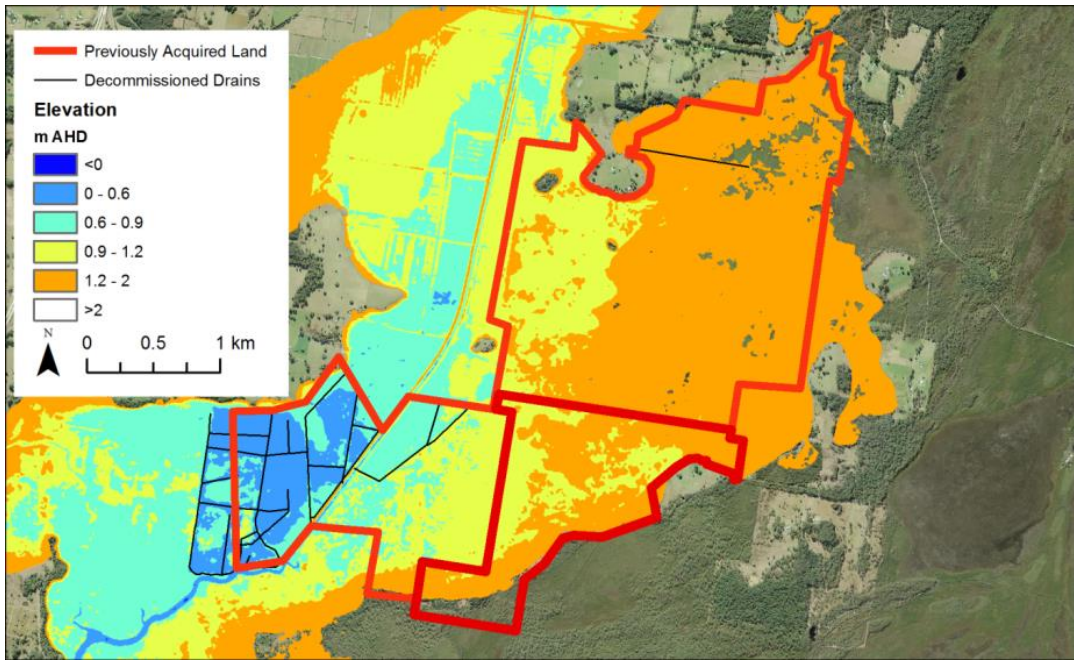 Previously Acquired Land
Decommissioned Drains
Elevation
m AHD
<0
0 - 0.6
0.6 - 0.9
0.9 - 1.2
1.2 - 2
>2
N
0 0.5 1 km